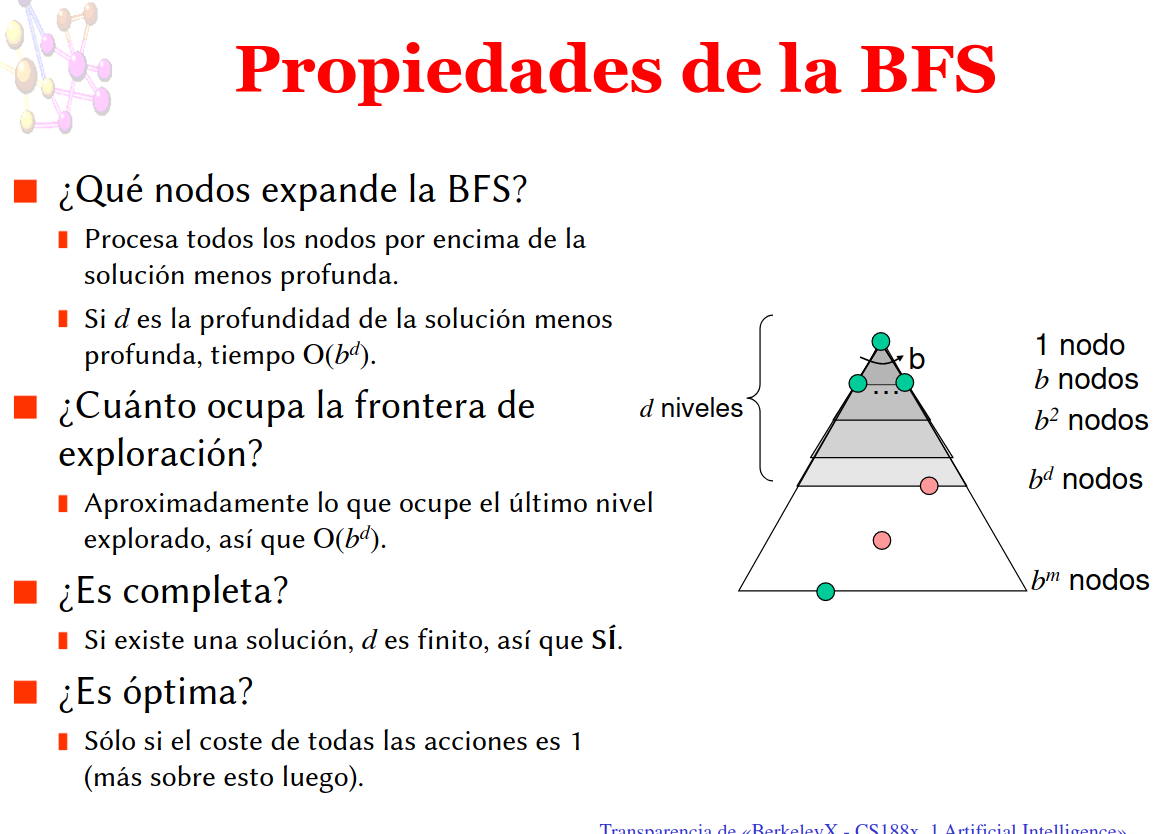 Propiedades de la BFS
¿Qué nodos expande la BFS?
Procesa todos los nodos por encima de la
solución menos profunda.
Si d es la profundidad de la solución menos
profunda, tiempo O(b^d).
¿Cuánto ocupa la frontera de
exploración?
Aproximadamente lo que ocupe el último nivel
explorado, así que O(b^d).
¿Es completa?
Si existe una solución, d es finito, así que SÍ.
¿Es óptima?
Sólo si el coste de todas las acciones es 1
(más sobre esto luego).
d niveles
b
...
1 nodo
b nodos
b^2 nodos
b^d nodos
b^m nodos
Transparencia de «BerkeleyX - CS188x_1 Artificial Intelligence»